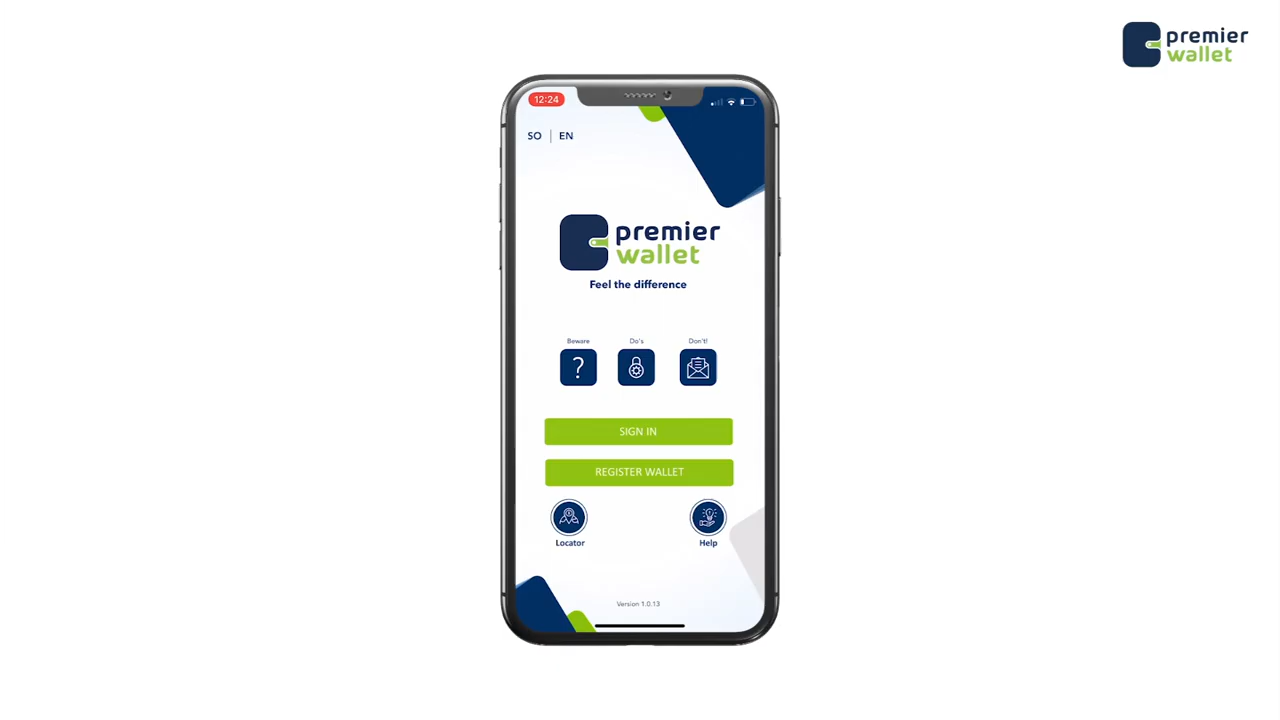 premier
wallet
12:24
SO | EN
premier
wallet
Feel the difference
Beware
Do's
Don't!
SIGN IN
REGISTER WALLET
Locator
Help
Version 1.0.13